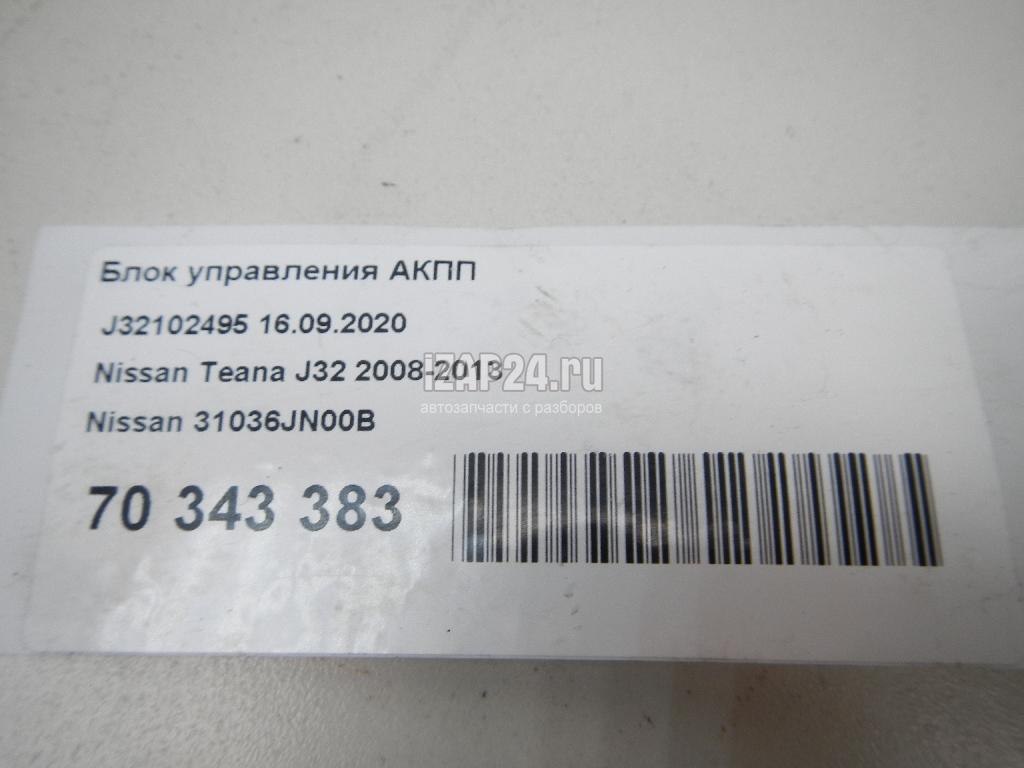 Блок управления АКПП
J32102495 16.09.2020
Nissan Teana J32 2008-2013
iZAP24.ru
автозапчасти с разборов
Nissan 31036JN00B
70 343 383